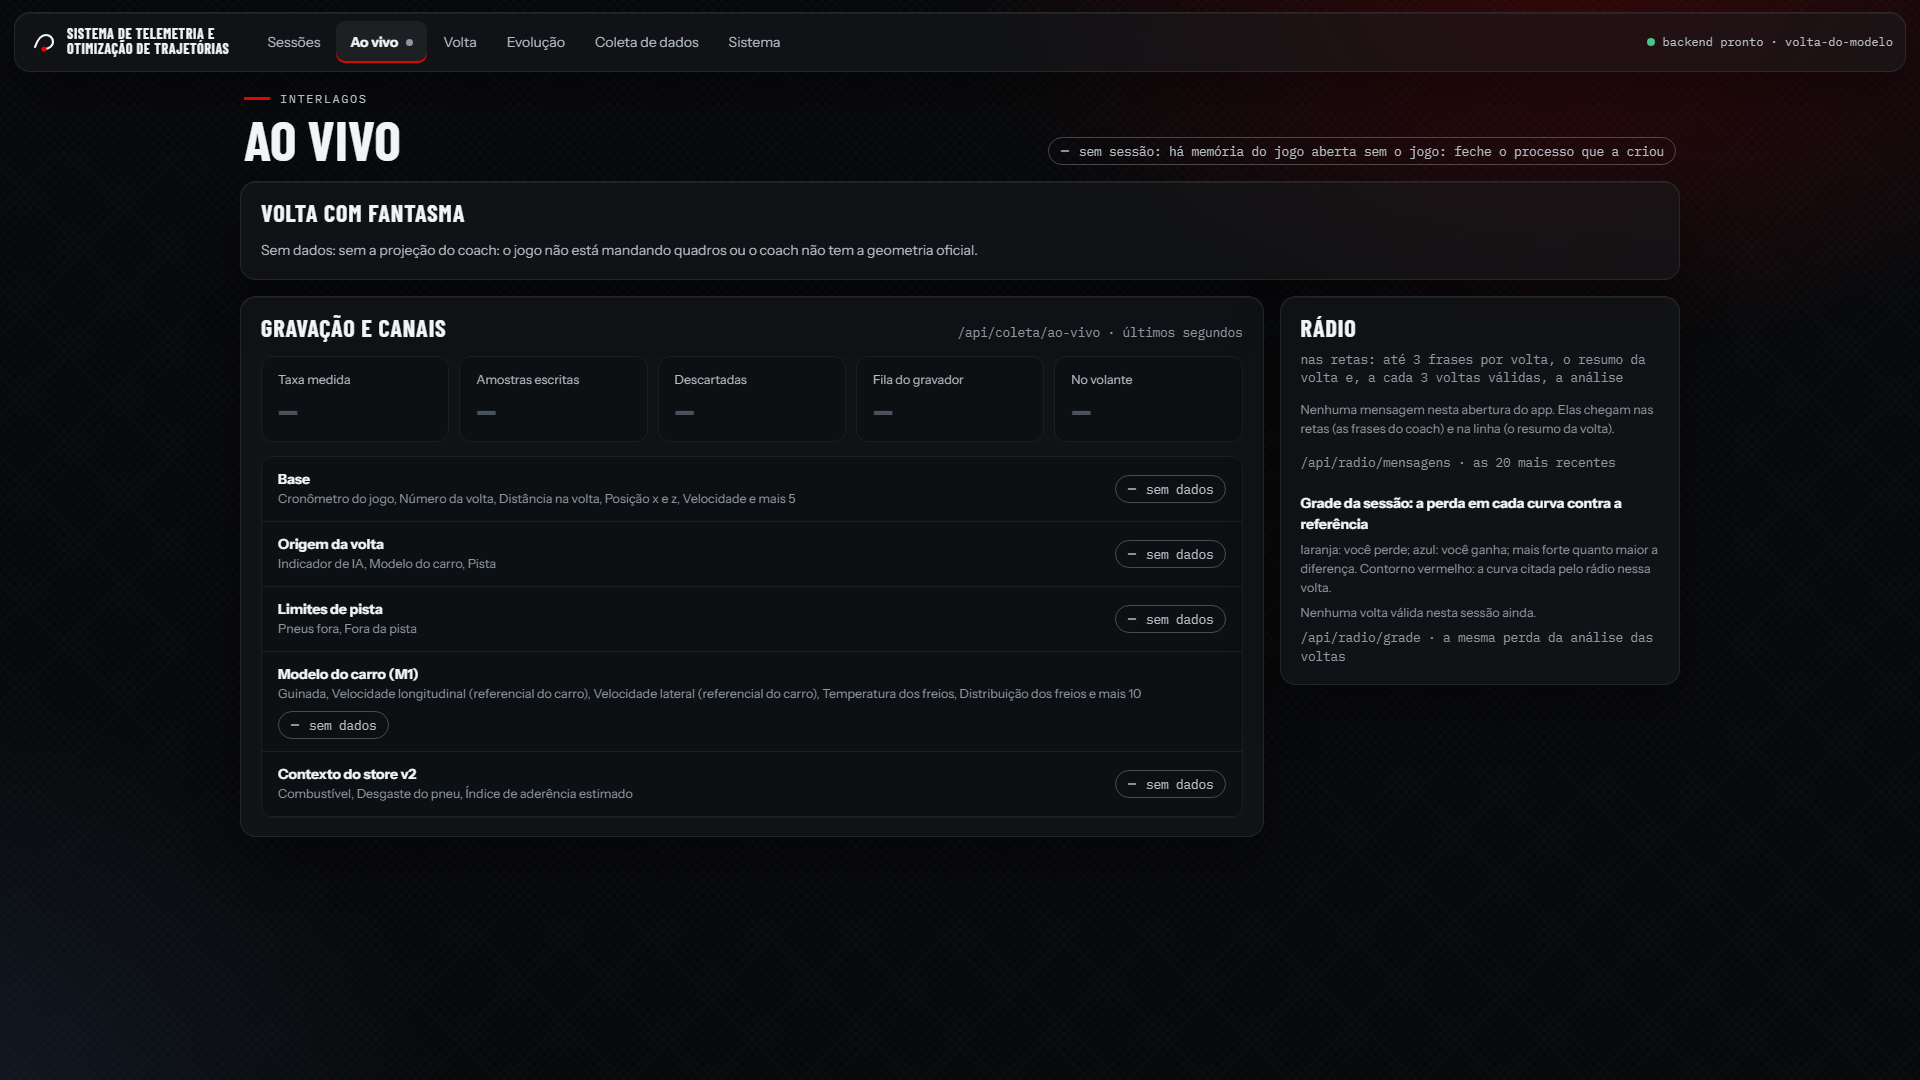 SISTEMA DE TELEMETRIA E
OTIMIZAÇÃO DE TRAJETÓRIAS
Sessões
Ao vivo
Volta
Evolução
Coleta de dados
Sistema
backend pronto · volta-do-modelo
INTERLAGOS
AO VIVO
— sem sessão: há memória do jogo aberta sem o jogo: feche o processo que a criou
VOLTA COM FANTASMA
Sem dados: sem a projeção do coach: o jogo não está mandando quadros ou o coach não tem a geometria oficial.
GRAVAÇÃO E CANAIS
/api/coleta/ao-vivo · últimos segundos
Taxa medida
—
Amostras escritas
—
Descartadas
—
Fila do gravador
—
No volante
—
Base
Cronômetro do jogo, Número da volta, Distância na volta, Posição x e z, Velocidade e mais 5
— sem dados
Origem da volta
Indicador de IA, Modelo do carro, Pista
— sem dados
Limites de pista
Pneus fora, Fora da pista
— sem dados
Modelo do carro (M1)
Guinada, Velocidade longitudinal (referencial do carro), Velocidade lateral (referencial do carro), Temperatura dos freios, Distribuição dos freios e mais 10
— sem dados
Contexto do store v2
Combustível, Desgaste do pneu, Índice de aderência estimado
— sem dados
RÁDIO
nas retas: até 3 frases por volta, o resumo da
volta e, a cada 3 voltas válidas, a análise
Nenhuma mensagem nesta abertura do app. Elas chegam nas
retas (as frases do coach) e na linha (o resumo da volta).
/api/radio/mensagens · as 20 mais recentes
Grade da sessão: a perda em cada curva contra a
referência
laranja: você perde; azul: você ganha; mais forte quanto maior a
diferença. Contorno vermelho: a curva citada pelo rádio nessa
volta.
Nenhuma volta válida nesta sessão ainda.
/api/radio/grade · a mesma perda da análise das
voltas